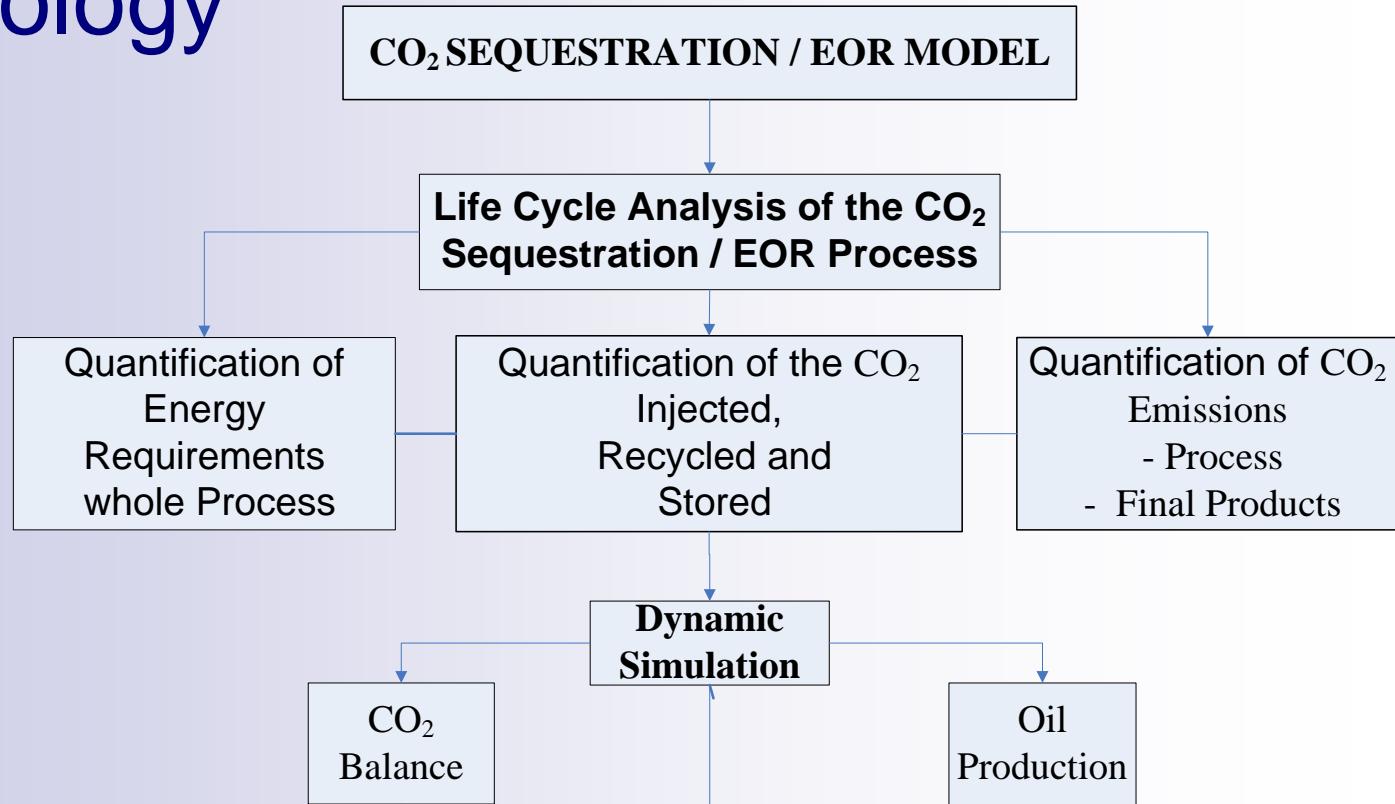 ology
CO₂ SEQUESTRATION / EOR MODEL
Life Cycle Analysis of the CO₂
Sequestration / EOR Process
Quantification of
Energy
Requirements
whole Process
Quantification of the CO₂
Injected,
Recycled and
Stored
Quantification of CO₂
Emissions
- Process
- Final Products
Dynamic
Simulation
CO₂
Balance
Oil
Production